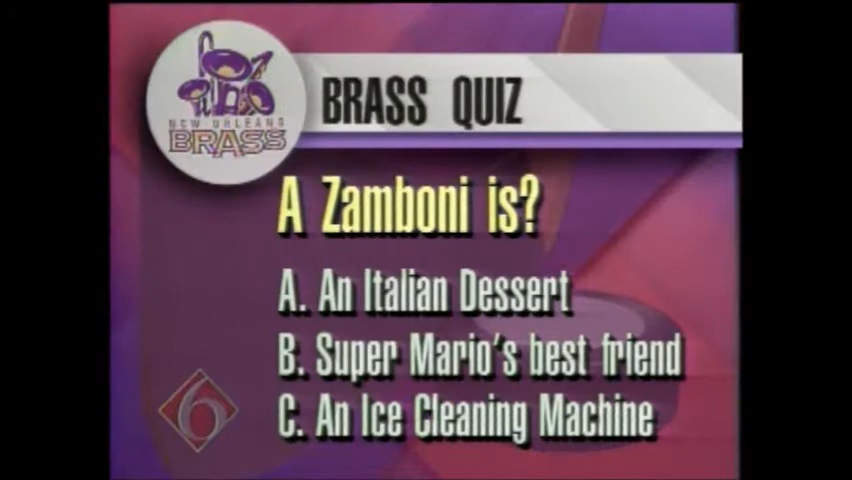 NEW ORLEANS
BRASS
BRASS QUIZ
A Zamboni is?
A. An Italian Dessert
B. Super Mario's best friend
C. An Ice Cleaning Machine
6